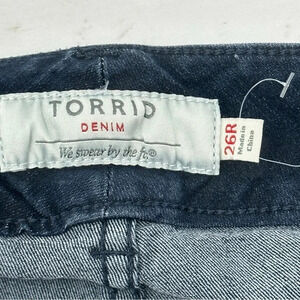 TORRID
DENIM
We swear by the fit®
26R
Made in
China